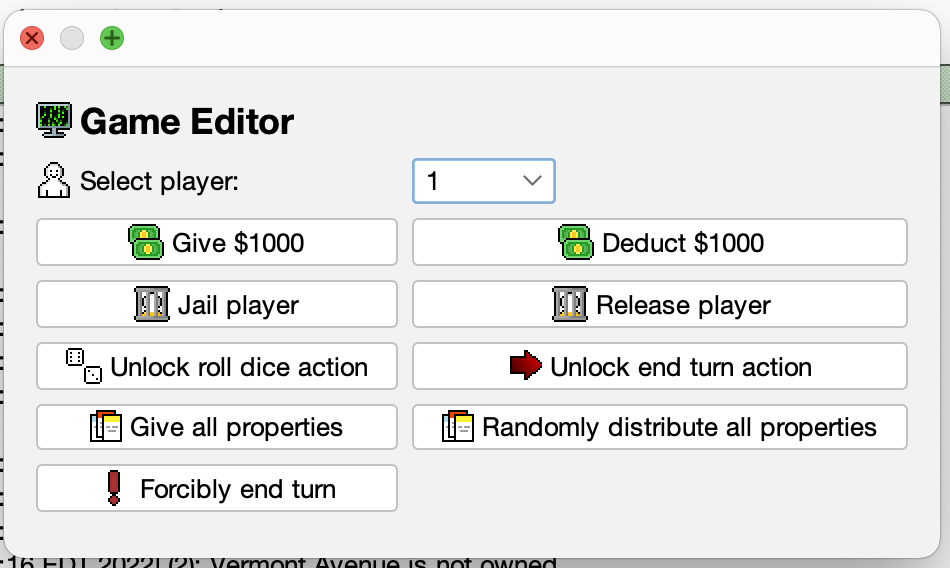 Game Editor
Select player:
1
Give $1000
Deduct $1000
Jail player
Release player
Unlock roll dice action
Unlock end turn action
Give all properties
Randomly distribute all properties
Forcibly end turn
:16 EDT 2022] (2): Vermont Avenue is not owned